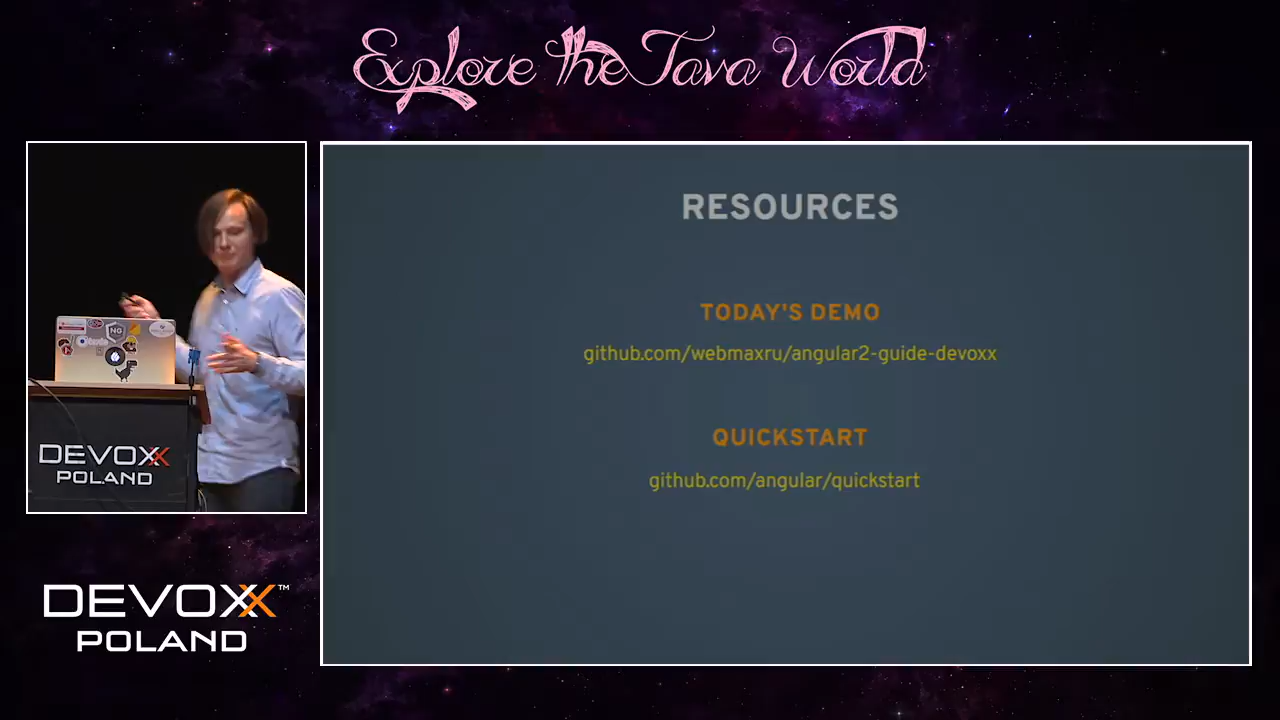 Explore the Java World
RESOURCES
TODAY'S DEMO
github.com/webmaxru/angular2-guide-devoxx
QUICKSTART
github.com/angular/quickstart
NG
DEVOXX
POLAND
DEVOXX™
POLAND